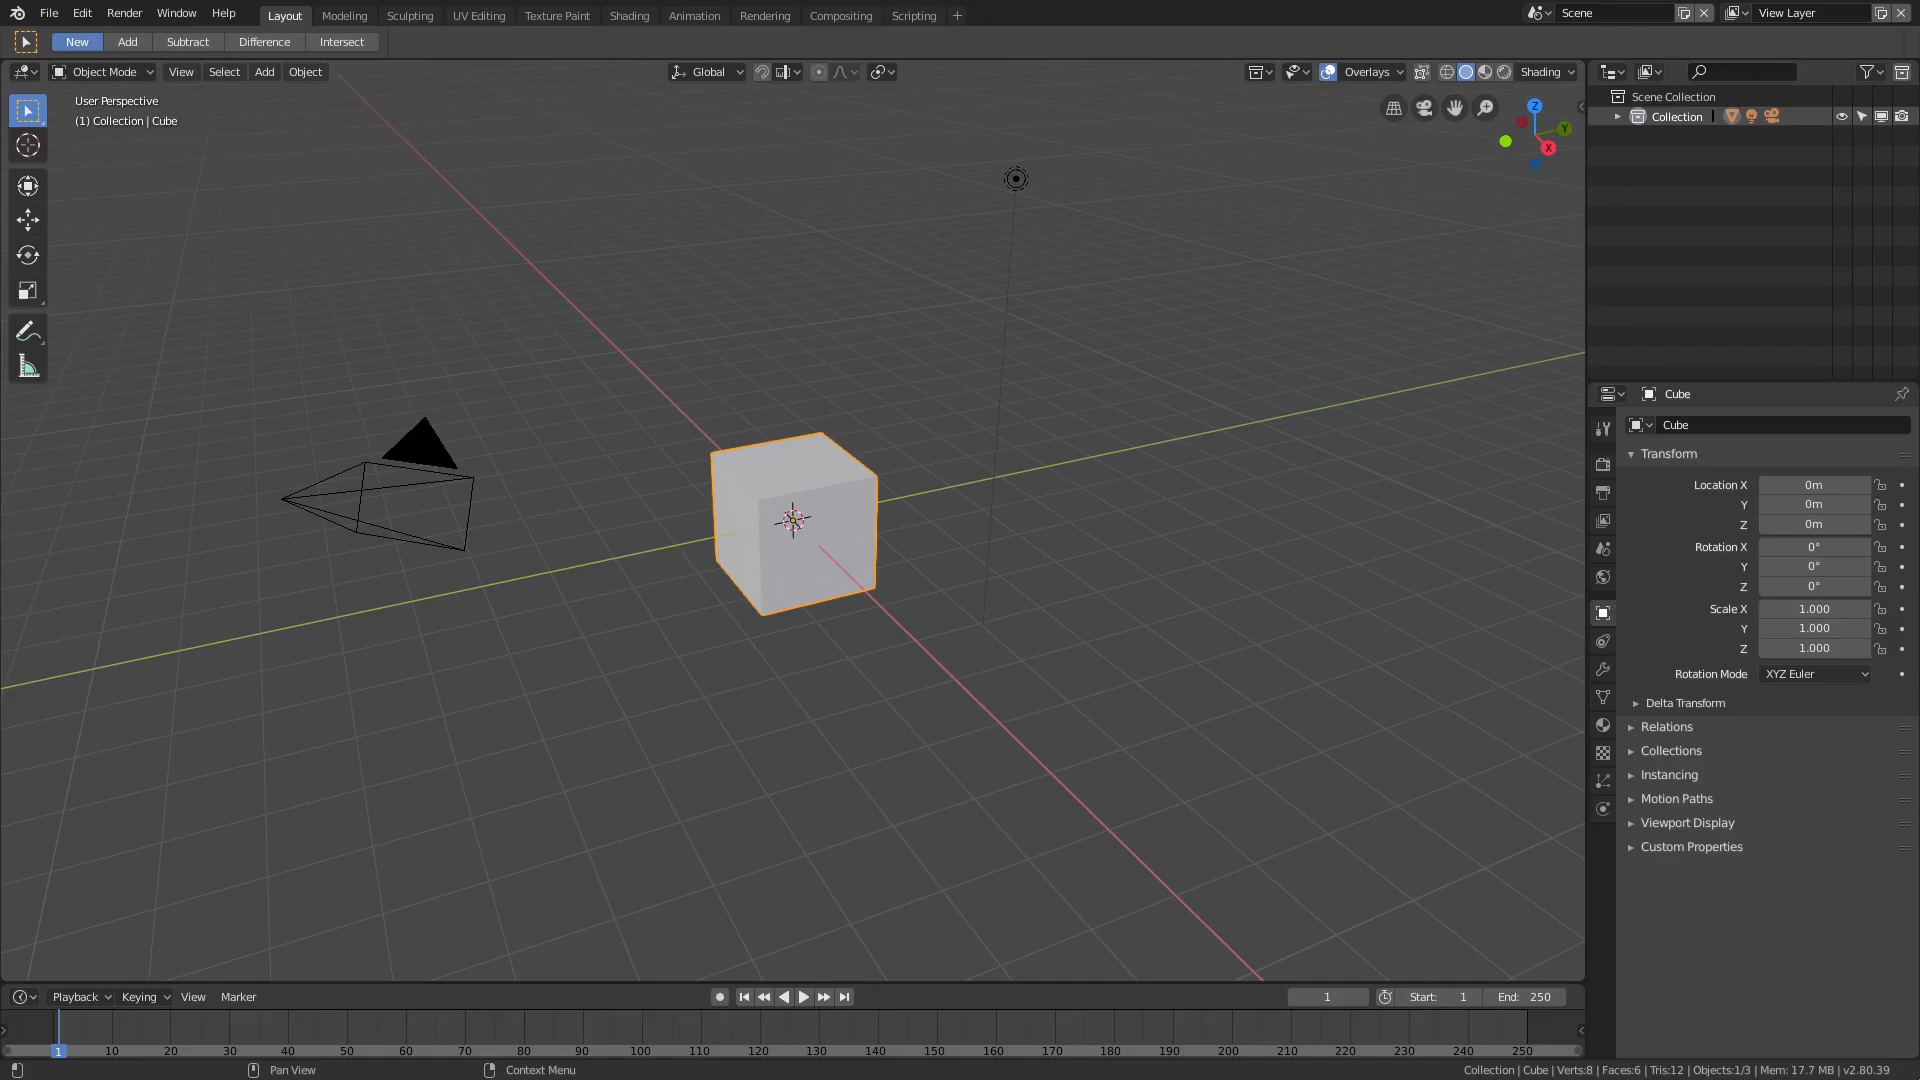 File Edit Render Window Help Layout Modeling Sculpting UV Editing Texture Paint Shading Animation Rendering Compositing Scripting + Scene View Layer
New Add Subtract Difference Intersect
Object Mode View Select Add Object Global Overlays Shading
User Perspective
(1) Collection | Cube
Z
Y
X
Scene Collection
Collection
Cube
Cube
Transform
Location X 0m
Y 0m
Z 0m
Rotation X 0°
Y 0°
Z 0°
Scale X 1.000
Y 1.000
Z 1.000
Rotation Mode XYZ Euler
Delta Transform
Relations
Collections
Instancing
Motion Paths
Viewport Display
Custom Properties
Playback Keying View Marker 1 Start: 1 End: 250
1 10 20 30 40 50 60 70 80 90 100 110 120 130 140 150 160 170 180 190 200 210 220 230 240 250
Pan View Context Menu Collection | Cube | Verts:8 | Faces:6 | Tris:12 | Objects:1/3 | Mem: 17.7 MB | v2.80.39